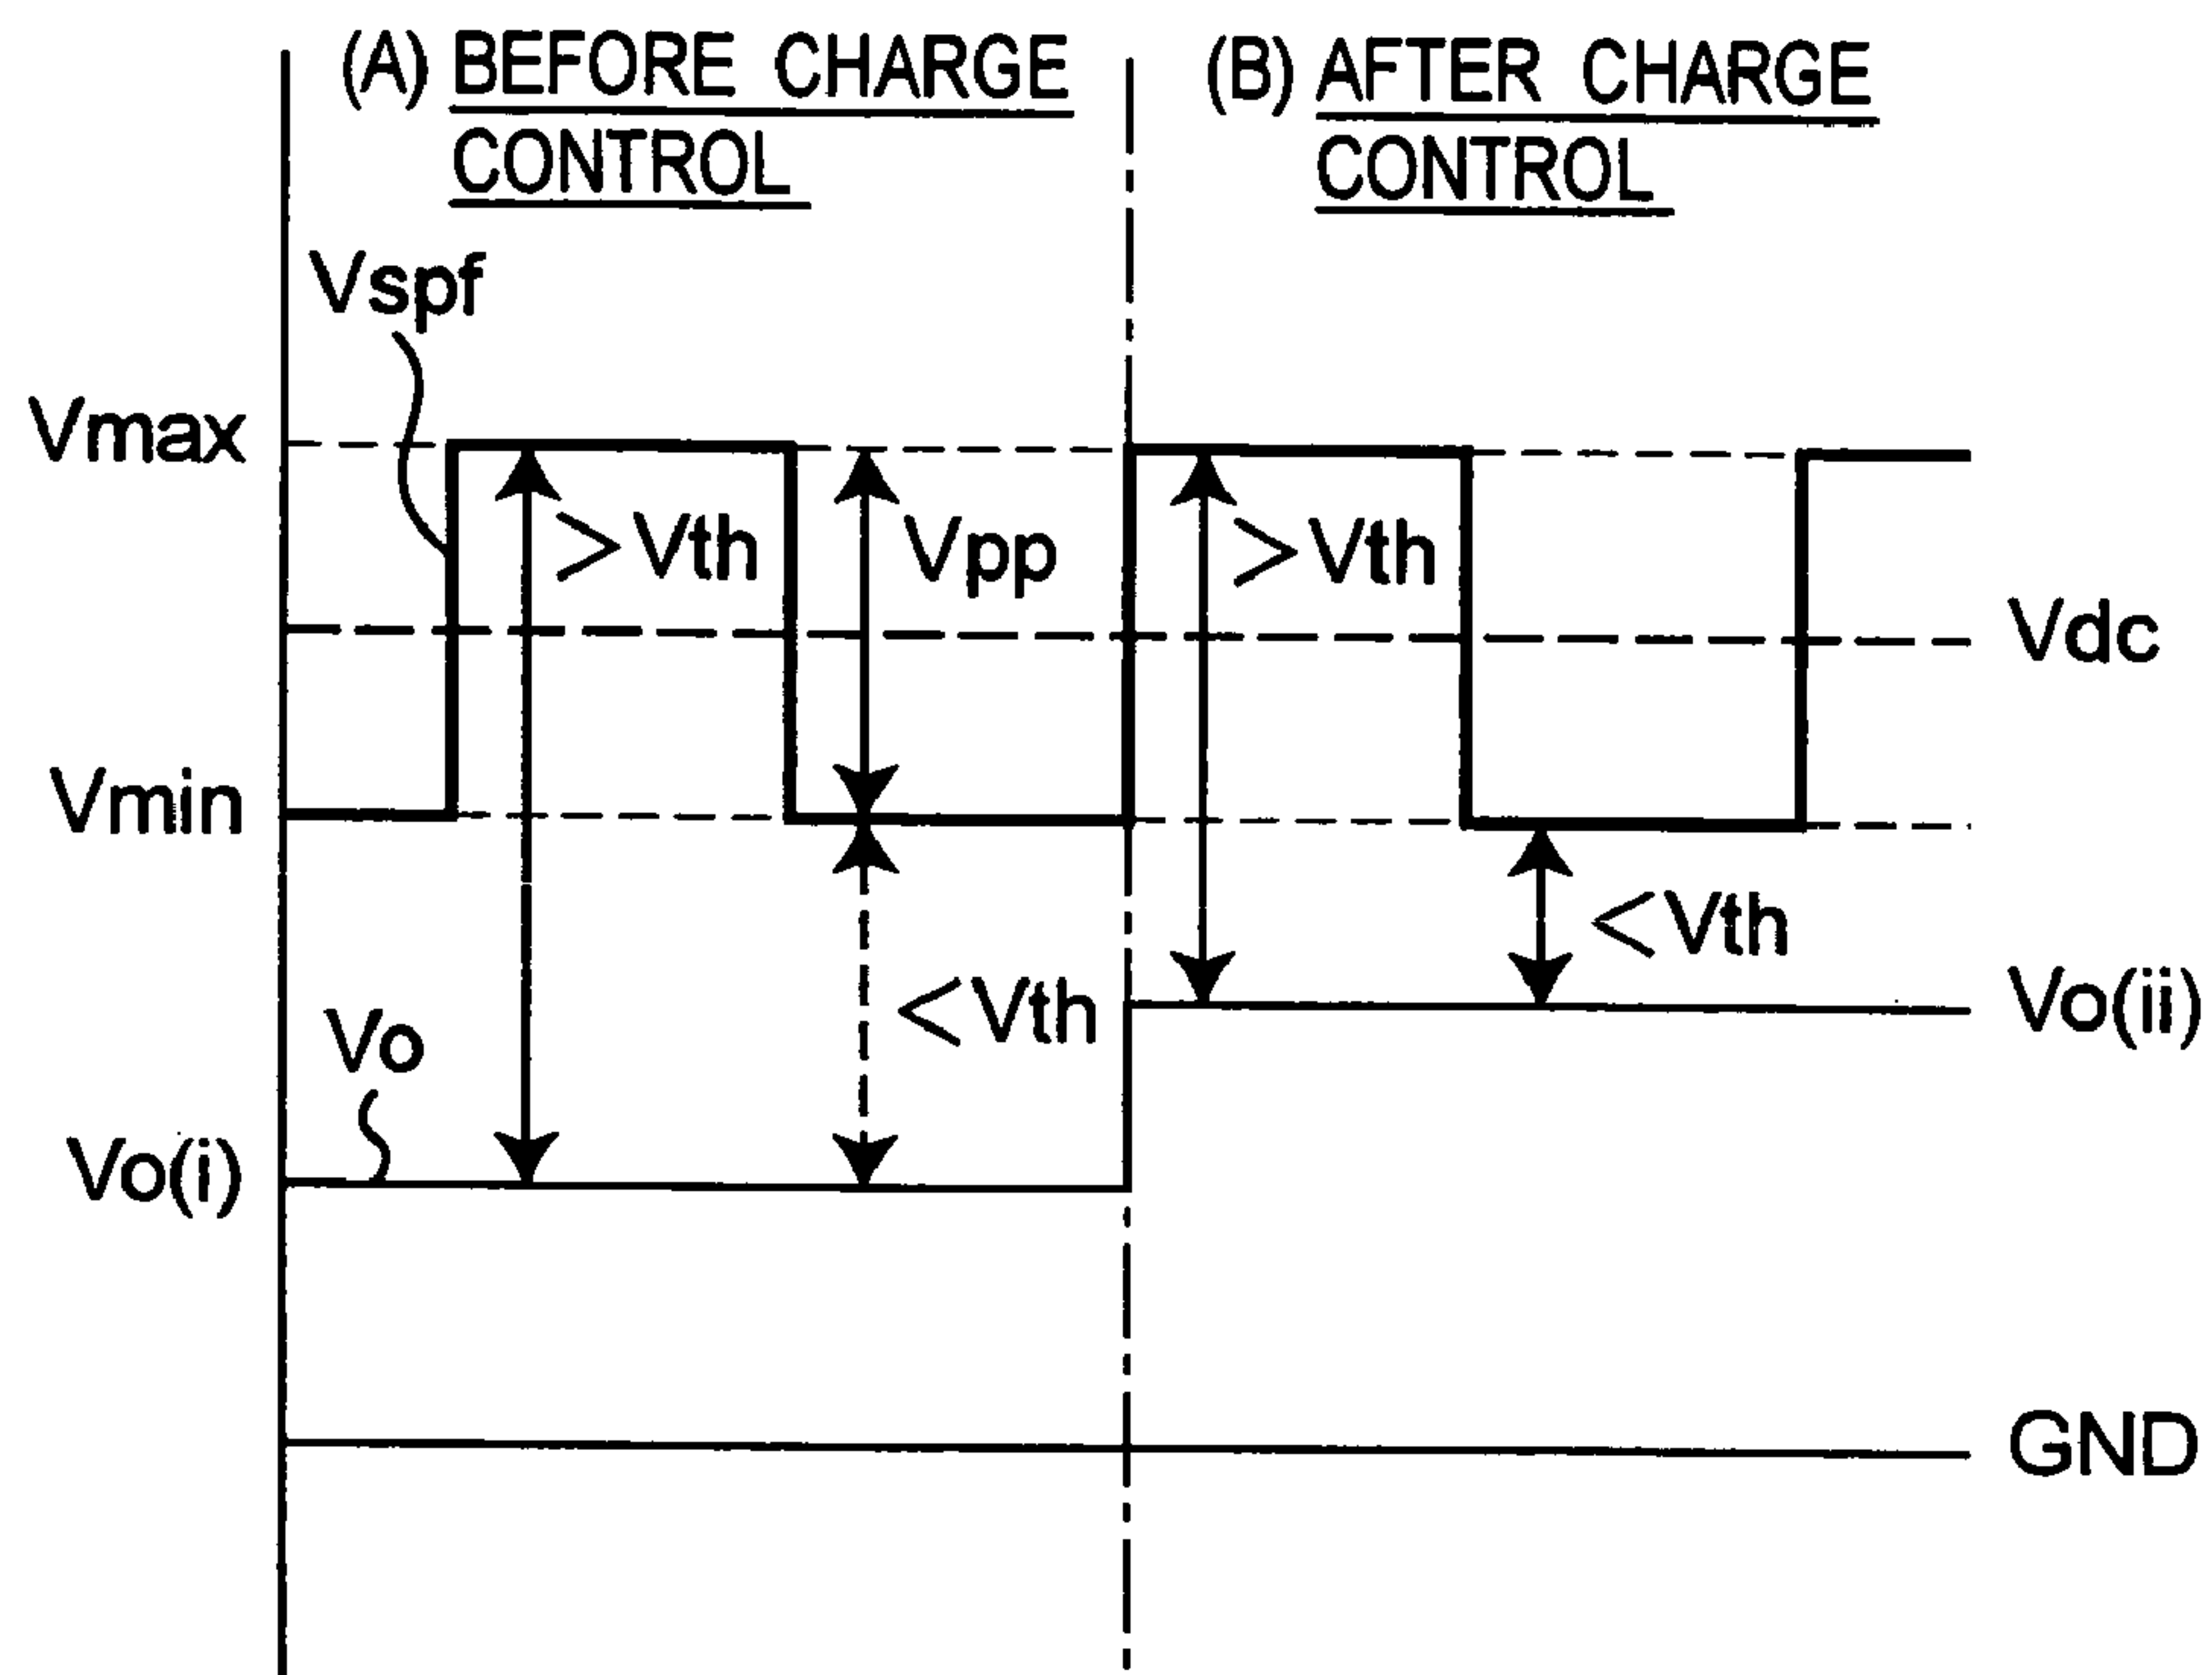 (A) BEFORE CHARGE
CONTROL
(B) AFTER CHARGE
CONTROL
Vspf
Vmax
>Vth
Vpp
>Vth
Vdc
Vmin
<Vth
<Vth
Vo
Vo(ii)
Vo(i)
GND